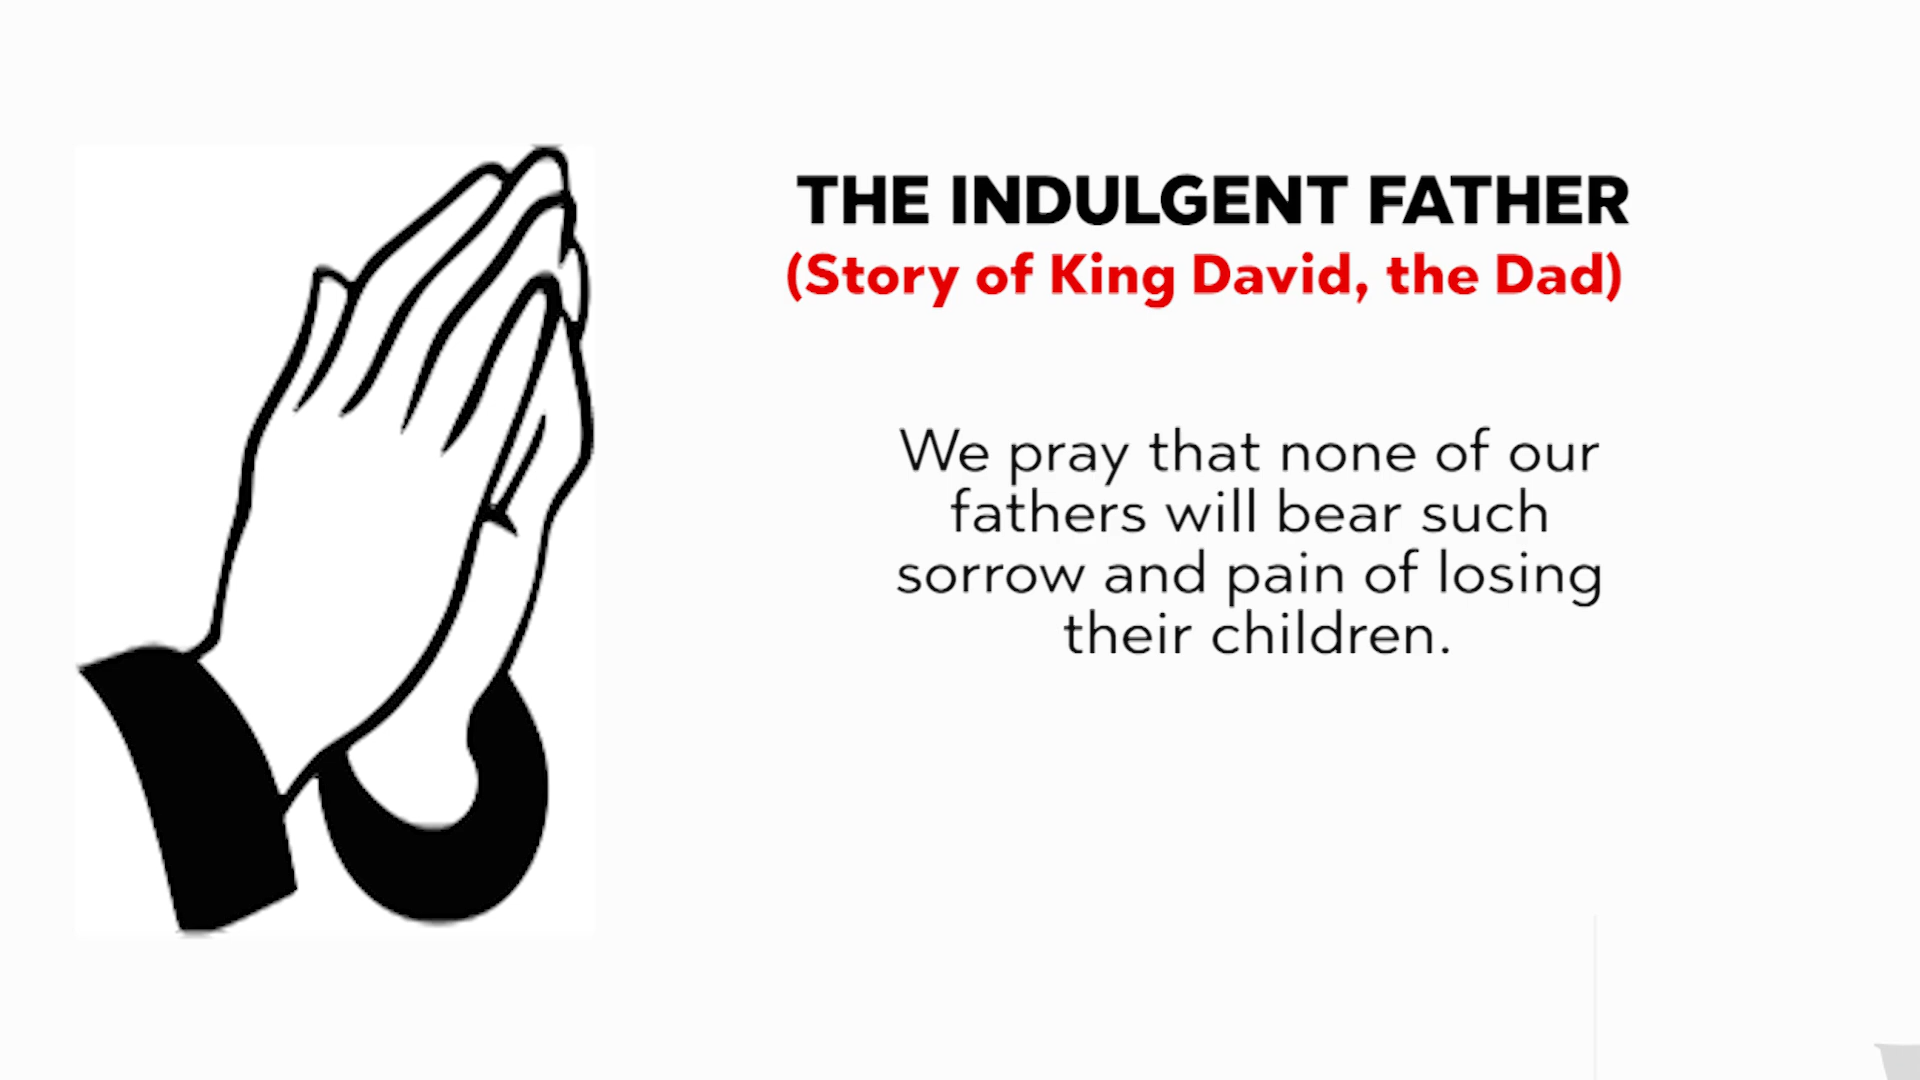 THE INDULGENT FATHER
(Story of King David, the Dad)
We pray that none of our
fathers will bear such
sorrow and pain of losing
their children.